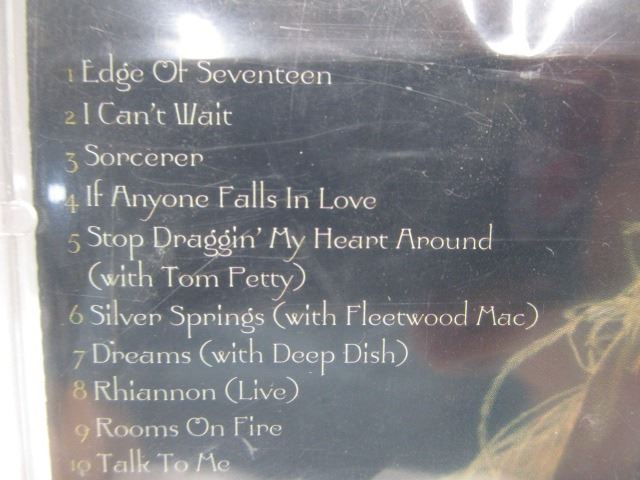 1 Edge Of Seventeen
2 I Can't Wait
3 Sorcerer
4 If Anyone Falls In Love
5 Stop Draggin' My Heart Around
(with Tom Petty)
6 Silver Springs (with Fleetwood Mac)
7 Dreams (with Deep Dish)
8 Rhiannon (Live)
9 Rooms On Fire
10 Talk To Me